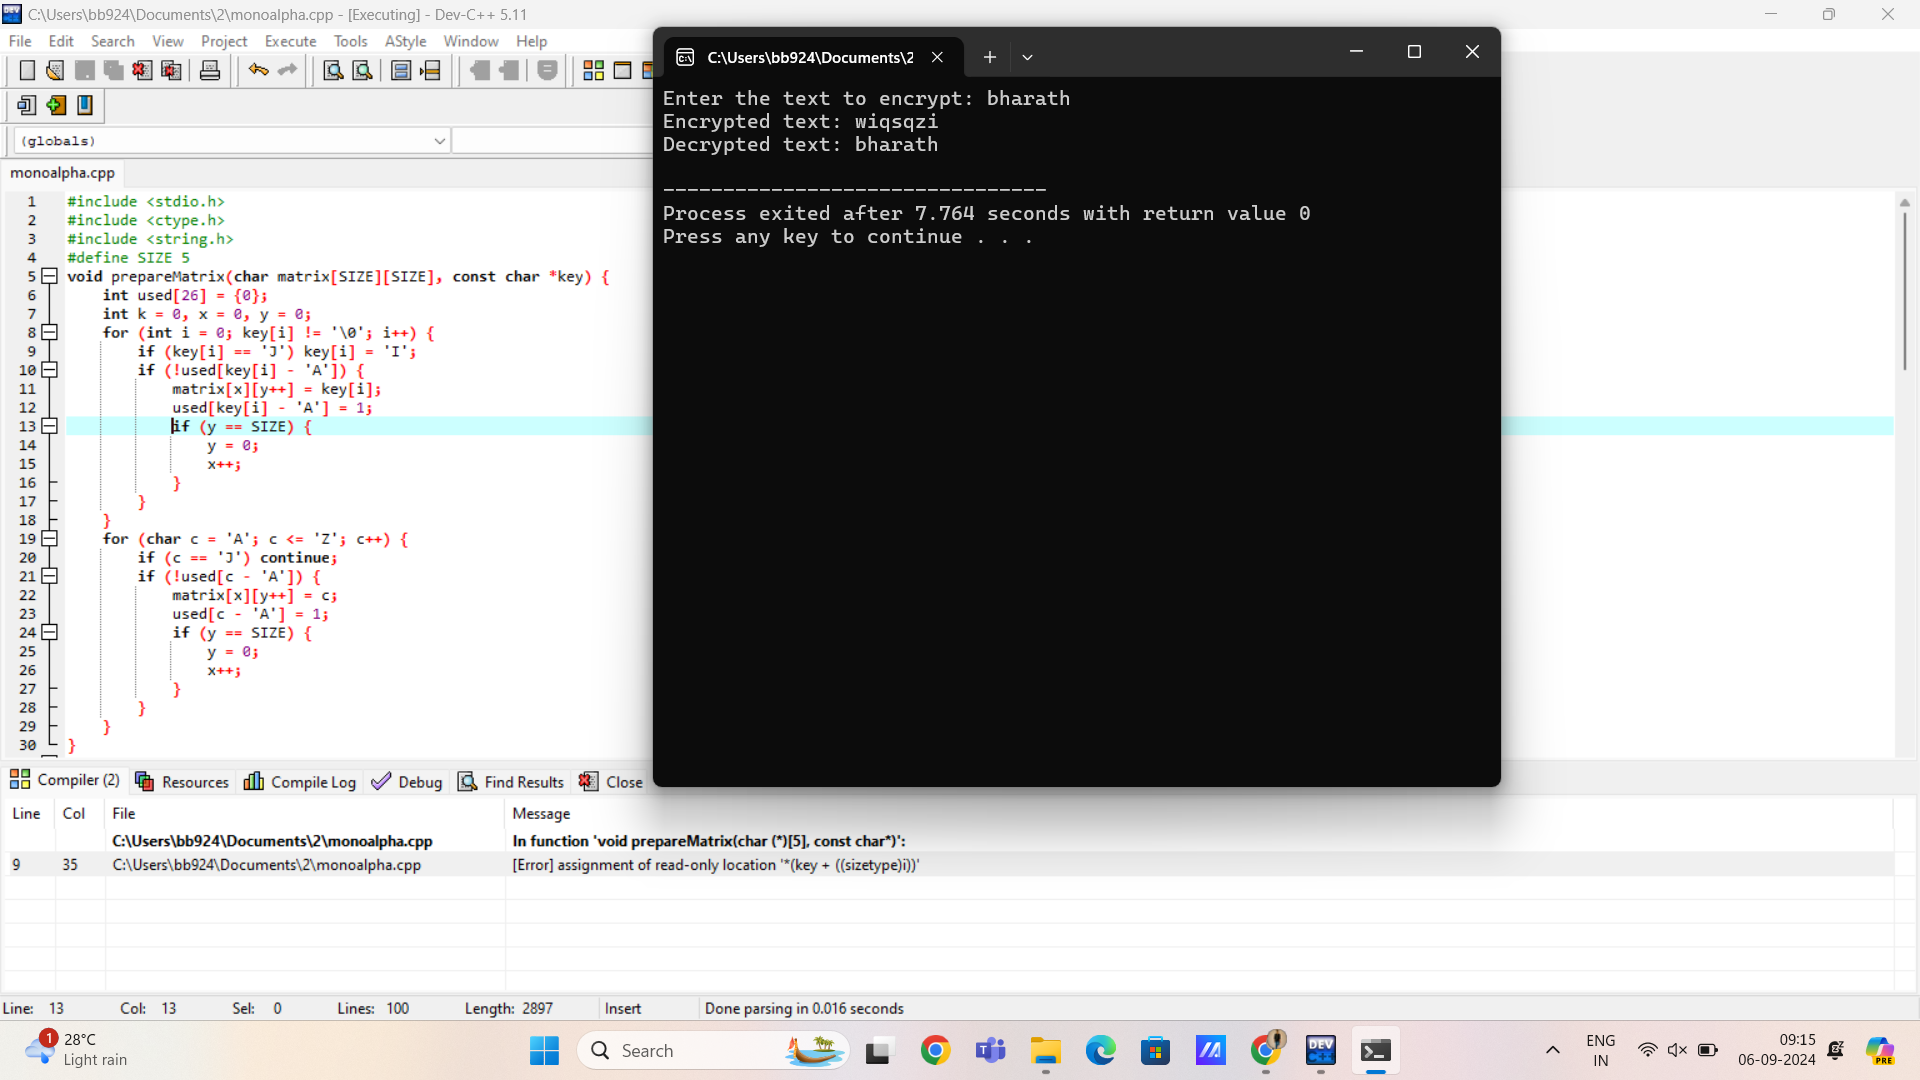 C:\Users\bb924\Documents\2\monoalpha.cpp - [Executing] - Dev-C++ 5.11
File Edit Search View Project Execute Tools AStyle Window Help
(globals)
monoalpha.cpp
1 #include <stdio.h>
2 #include <ctype.h>
3 #include <string.h>
4 #define SIZE 5
5 void prepareMatrix(char matrix[SIZE][SIZE], const char *key) {
6 int used[26] = {0};
7 int k = 0, x = 0, y = 0;
8 for (int i = 0; key[i] != '\0'; i++) {
9 if (key[i] == 'J') key[i] = 'I';
10 if (!used[key[i] - 'A']) {
11 matrix[x][y++] = key[i];
12 used[key[i] - 'A'] = 1;
13 if (y == SIZE) {
14 y = 0;
15 x++;
16 }
17 }
18 }
19 for (char c = 'A'; c <= 'Z'; c++) {
20 if (c == 'J') continue;
21 if (!used[c - 'A']) {
22 matrix[x][y++] = c;
23 used[c - 'A'] = 1;
24 if (y == SIZE) {
25 y = 0;
26 x++;
27 }
28 }
29 }
30 }
C:\Users\bb924\Documents\2
Enter the text to encrypt: bharath
Encrypted text: wiqsqzi
Decrypted text: bharath
--------------------------------
Process exited after 7.764 seconds with return value 0
Press any key to continue . . .
Compiler (2) Resources Compile Log Debug Find Results Close
Line Col File Message
C:\Users\bb924\Documents\2\monoalpha.cpp In function 'void prepareMatrix(char (*)[5], const char*)':
9 35 C:\Users\bb924\Documents\2\monoalpha.cpp [Error] assignment of read-only location '*(key + ((sizetype)i))'
Line: 13 Col: 13 Sel: 0 Lines: 100 Length: 2897 Insert Done parsing in 0.016 seconds
1
28°C
Light rain
Search
DEV
PRE
ENG
IN
09:15
06-09-2024